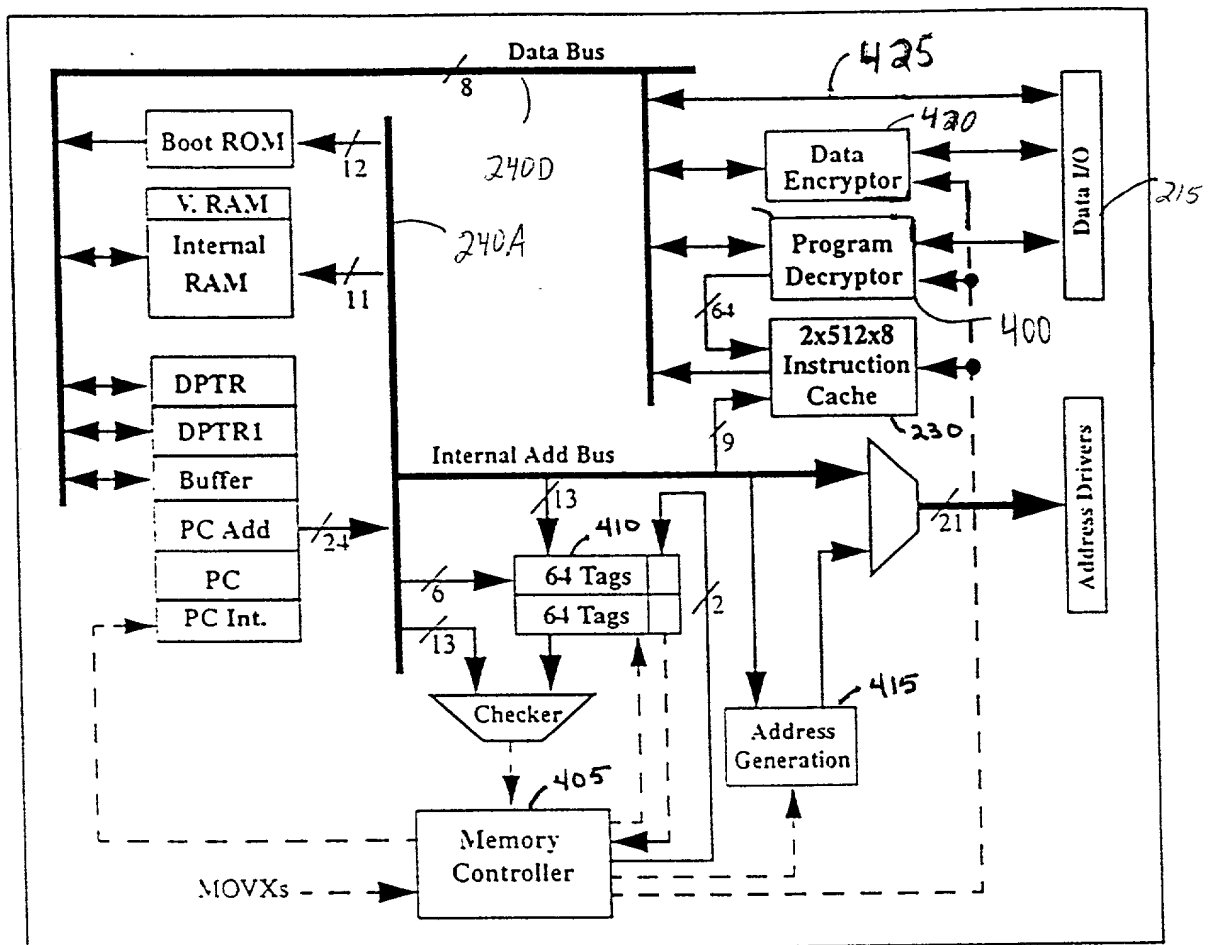 Data Bus
8
425
420
Boot ROM
12
240D
Data
Encryptor
Data I/O
215
V. RAM
Internal
RAM
11
240A
Program
Decryptor
64
400
2x512x8
Instruction
Cache
230
9
DPTR
DPTR1
Buffer
PC Add
PC
PC Int.
24
Internal Add Bus
13
410
64 Tags
64 Tags
6
13
2
21
Address Drivers
Checker
415
Address
Generation
405
Memory
Controller
MOVXs